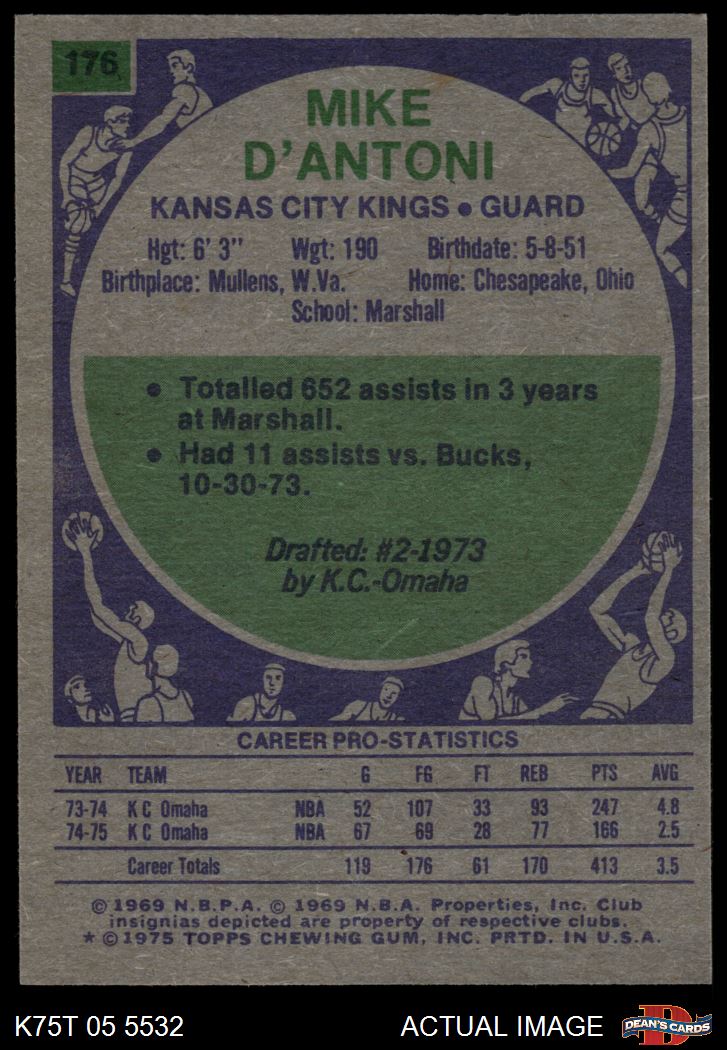 176
MIKE
D'ANTONI
KANSAS CITY KINGS • GUARD
Hgt: 6' 3" Wgt: 190 Birthdate: 5-8-51
Birthplace: Mullens, W.Va. Home: Chesapeake, Ohio
School: Marshall
• Totalled 652 assists in 3 years
at Marshall.
• Had 11 assists vs. Bucks,
10-30-73.
Drafted: #2-1973
by K.C.-Omaha
CAREER PRO-STATISTICS
YEAR TEAM G FG FT REB PTS AVG
73-74 K C Omaha NBA 52 107 33 93 247 4.8
74-75 K C Omaha NBA 67 69 28 77 166 2.5
Career Totals 119 176 61 170 413 3.5
© 1969 N.B.P.A. © 1969 N.B.A. Properties, Inc. Club
insignias depicted are property of respective clubs.
* © 1975 TOPPS CHEWING GUM, INC. PRTD. IN U.S.A.
K75T 05 5532 ACTUAL IMAGE
D
DEAN'S CARDS